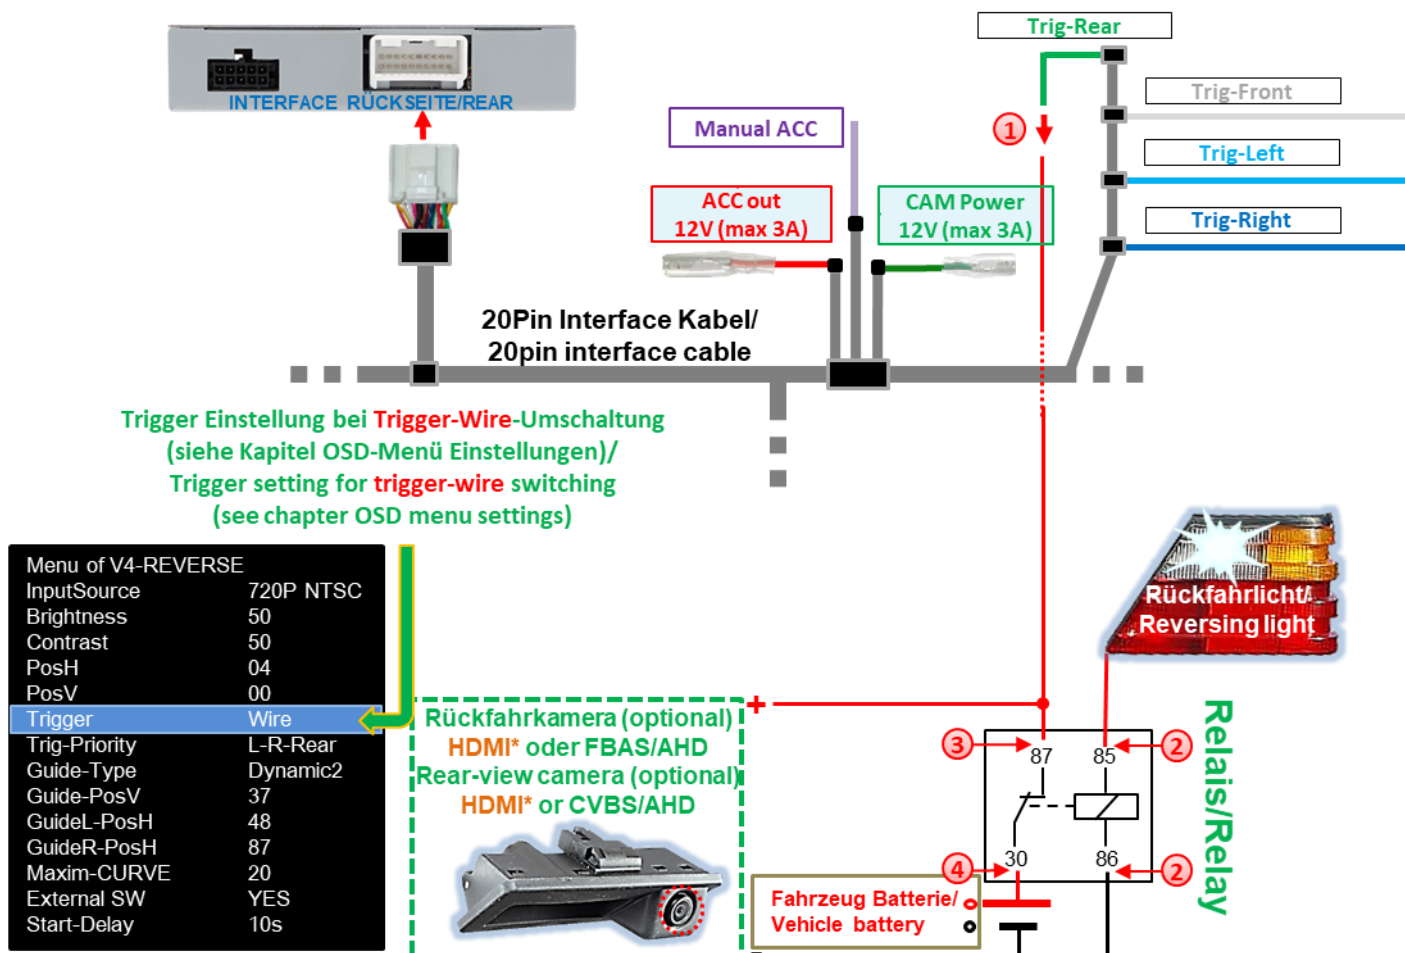 INTERFACE RÜCKSEITE/REAR
Trig-Rear
Trig-Front
Manual ACC
1
Trig-Left
ACC out
12V (max 3A)
CAM Power
12V (max 3A)
Trig-Right
20Pin Interface Kabel/
20pin interface cable
Trigger Einstellung bei Trigger-Wire-Umschaltung
(siehe Kapitel OSD-Menü Einstellungen)/
Trigger setting for trigger-wire switching
(see chapter OSD menu settings)
Menu of V4-REVERSE
InputSource 720P NTSC
Brightness 50
Contrast 50
PosH 04
PosV 00
Trigger Wire
Trig-Priority L-R-Rear
Guide-Type Dynamic2
Guide-PosV 37
GuideL-PosH 48
GuideR-PosH 87
Maxim-CURVE 20
External SW YES
Start-Delay 10s
Rückfahrkamera (optional)
HDMI* oder FBAS/AHD
Rear-view camera (optional)
HDMI* or CVBS/AHD
Rückfahrlicht/
Reversing light
+
3 87 85 2
4 30 86 2
Relais/Relay
Fahrzeug Batterie/
Vehicle battery